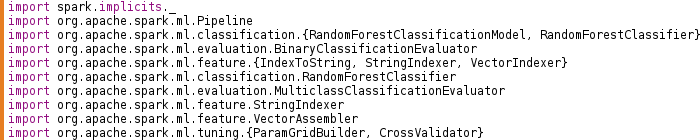 import spark.implicits._
import org.apache.spark.ml.Pipeline
import org.apache.spark.ml.classification.{RandomForestClassificationModel, RandomForestClassifier}
import org.apache.spark.ml.evaluation.BinaryClassificationEvaluator
import org.apache.spark.ml.feature.{IndexToString, StringIndexer, VectorIndexer}
import org.apache.spark.ml.classification.RandomForestClassifier
import org.apache.spark.ml.evaluation.MulticlassClassificationEvaluator
import org.apache.spark.ml.feature.StringIndexer
import org.apache.spark.ml.feature.VectorAssembler
import org.apache.spark.ml.tuning.{ParamGridBuilder, CrossValidator}